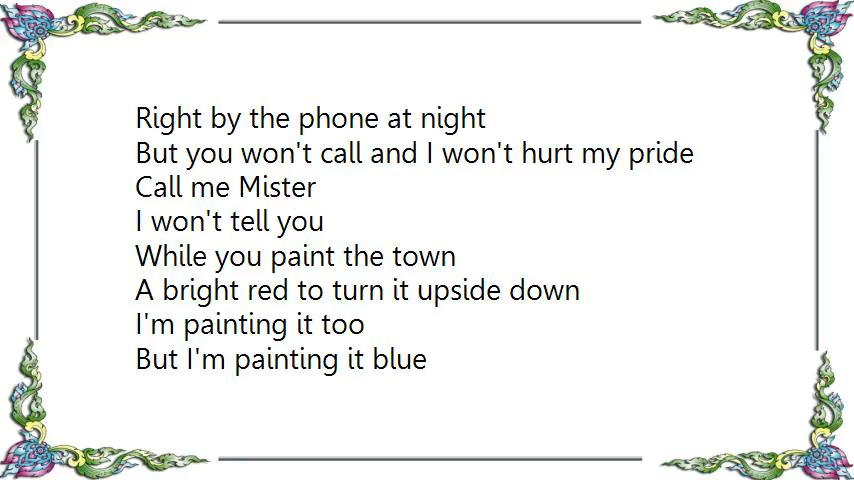 Right by the phone at night
But you won't call and I won't hurt my pride
Call me Mister
I won't tell you
While you paint the town
A bright red to turn it upside down
I'm painting it too
But I'm painting it blue